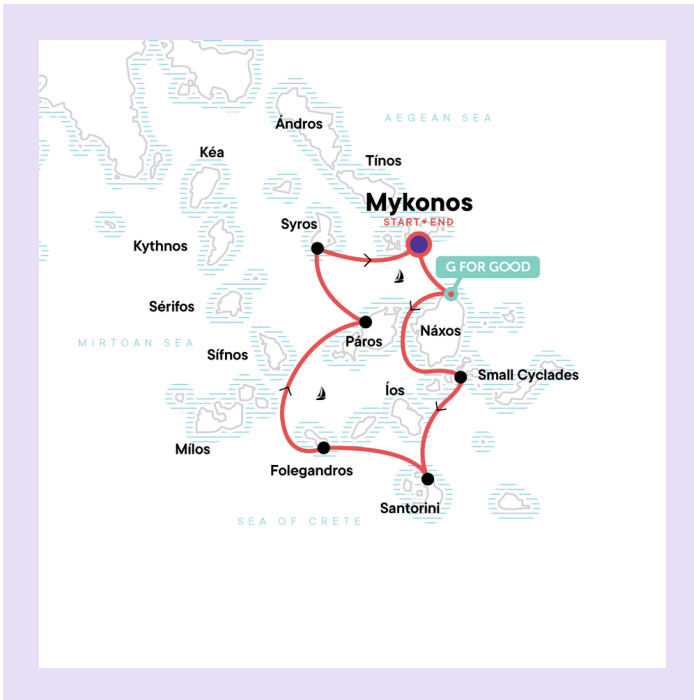 AEGEAN SEA
Ándros
Kéa
Tínos
Mykonos
START • END
Syros
Kythnos
G FOR GOOD
Sérifos
Náxos
MIRTOAN SEA
Páros
Sífnos
Small Cyclades
Íos
Mílos
Folegandros
Santorini
SEA OF CRETE